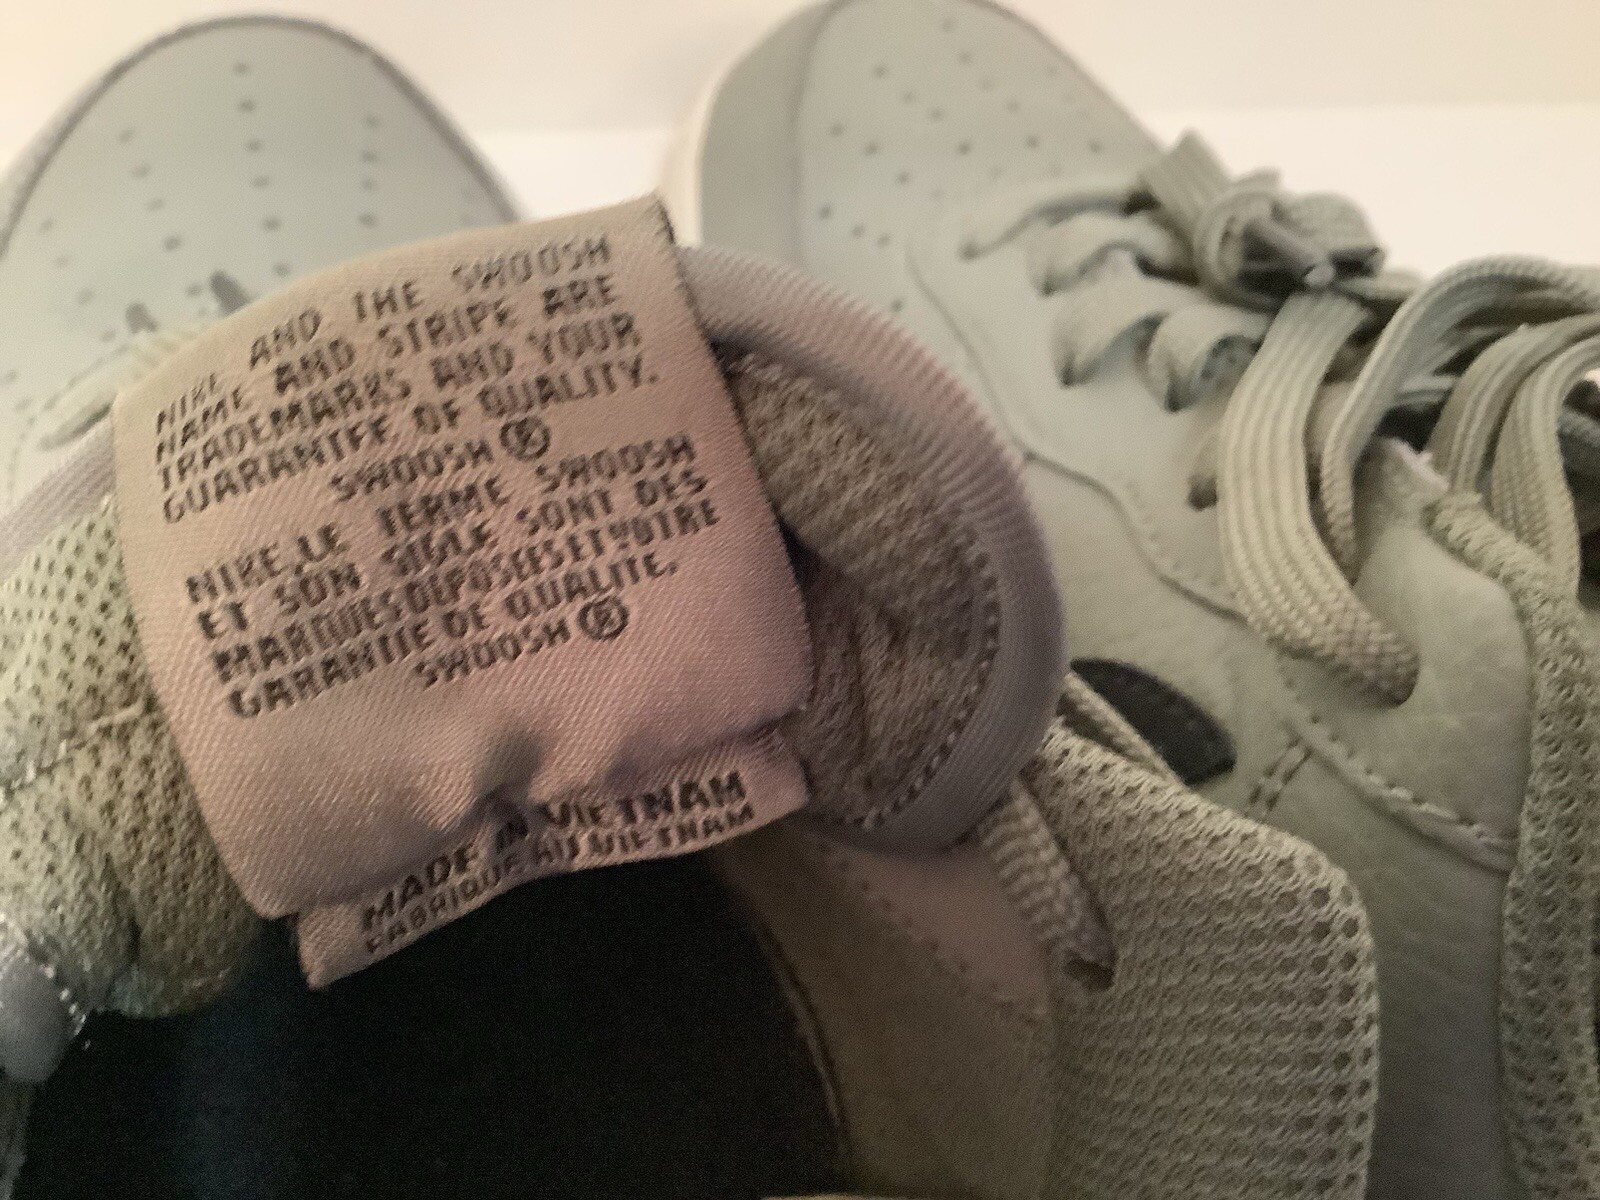 NIKE AND THE SWOOSH
NAME AND STRIPE ARE
TRADEMARKS AND YOUR
GUARANTEE OF QUALITY.
SWOOSH ®
NIKE, LE TERME SWOOSH
ET SON SIGLE SONT DES
MARQUES DEPOSEES ET VOTRE
GARANTIE DE QUALITE.
SWOOSH ®
MADE IN VIETNAM
FABRIQUE AU VIETNAM